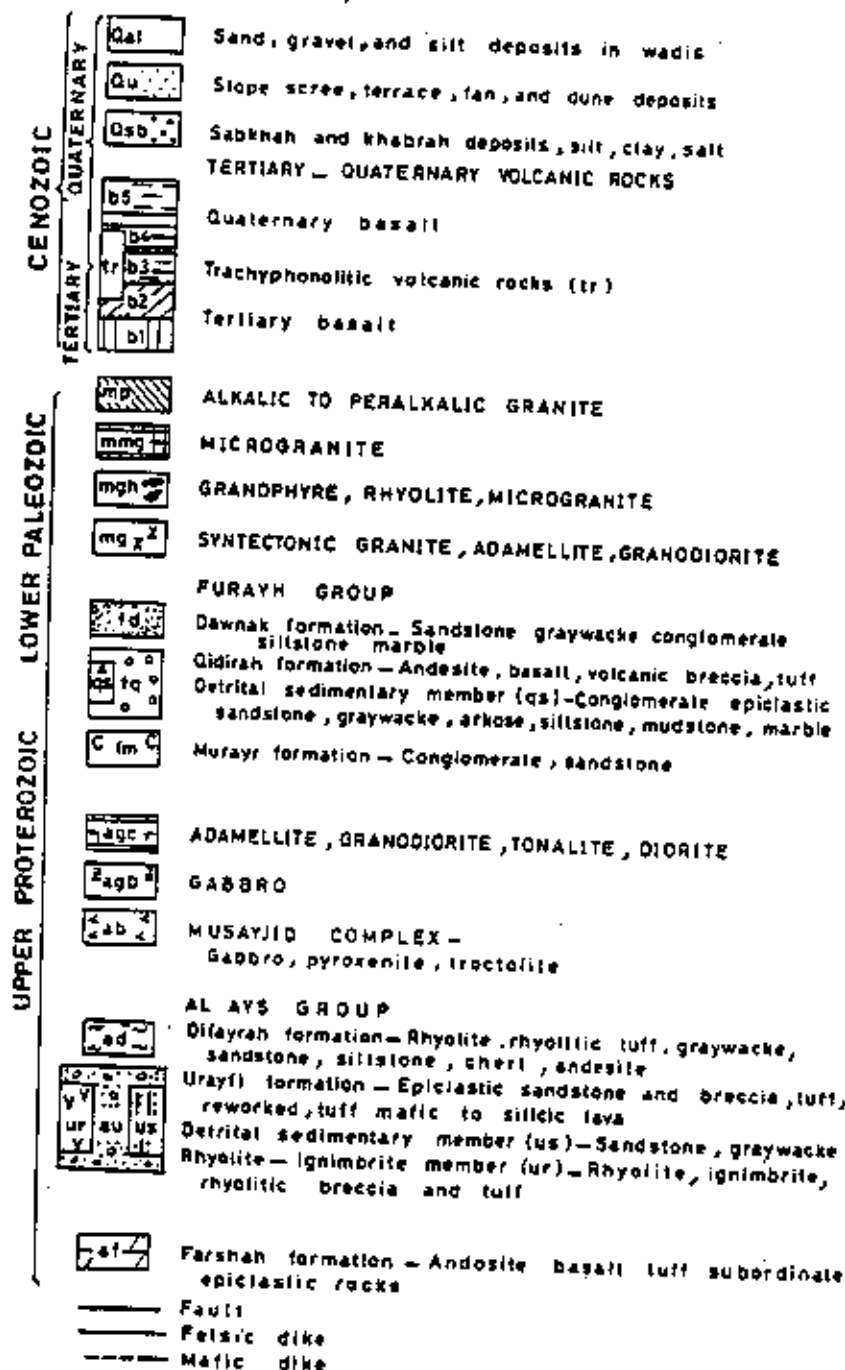 CENOZOIC
QUATERNARY
TERTIARY
Qal Sand, gravel, and silt deposits in wadis
Qu Slope scree, terrace, fan, and dune deposits
Qsb Sabkhah and khabrah deposits, silt, clay, salt
TERTIARY – QUATERNARY VOLCANIC ROCKS
b5
Quaternary basalt
b4
tr b3 Trachyphonolitic volcanic rocks (tr)
b2
b1 Tertiary basalt
LOWER PALEOZOIC
UPPER PROTEROZOIC
mp ALKALIC TO PERALKALIC GRANITE
mmg MICROGRANITE
mgh GRANOPHYRE, RHYOLITE, MICROGRANITE
mg SYNTECTONIC GRANITE, ADAMELLITE, GRANODIORITE
FURAYH GROUP
fd Dawnak formation – Sandstone graywacke conglomerate
siltstone marble
qs fq Qidirah formation – Andesite, basalt, volcanic breccia, tuff
Detrital sedimentary member (qs) – Conglomerate epiclastic
sandstone, graywacke, arkose, siltstone, mudstone, marble
fm Murayr formation – Conglomerate, sandstone
agc ADAMELLITE, GRANODIORITE, TONALITE, DIORITE
agb GABBRO
ab MUSAYJID COMPLEX –
Gabbro, pyroxenite, troctolite
AL AYS GROUP
ad Difayrah formation – Rhyolite, rhyolitic tuff, graywacke,
sandstone, siltstone, chert, andesite
Urayfi formation – Epiclastic sandstone and breccia, tuff,
ur au us reworked, tuff mafic to silicic lava
Detrital sedimentary member (us) – Sandstone, graywacke
Rhyolite – Ignimbrite member (ur) – Rhyolite, ignimbrite,
rhyolitic breccia and tuff
af Farshah formation – Andosite basalt tuff subordinate
epiclastic rocks
Fault
Felsic dike
Mafic dike